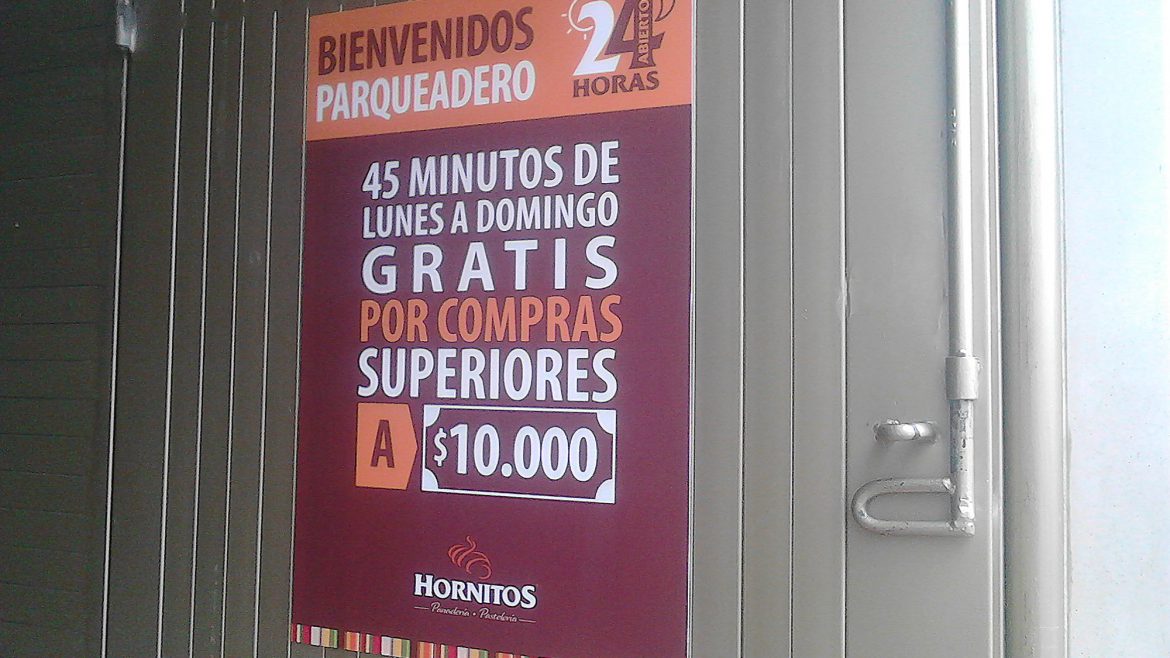 BIENVENIDOS
PARQUEADERO
24
ABIERTO
HORAS
45 MINUTOS DE
LUNES A DOMINGO
GRATIS
POR COMPRAS
SUPERIORES
A $10.000
HORNITOS
Panadería • Pastelería